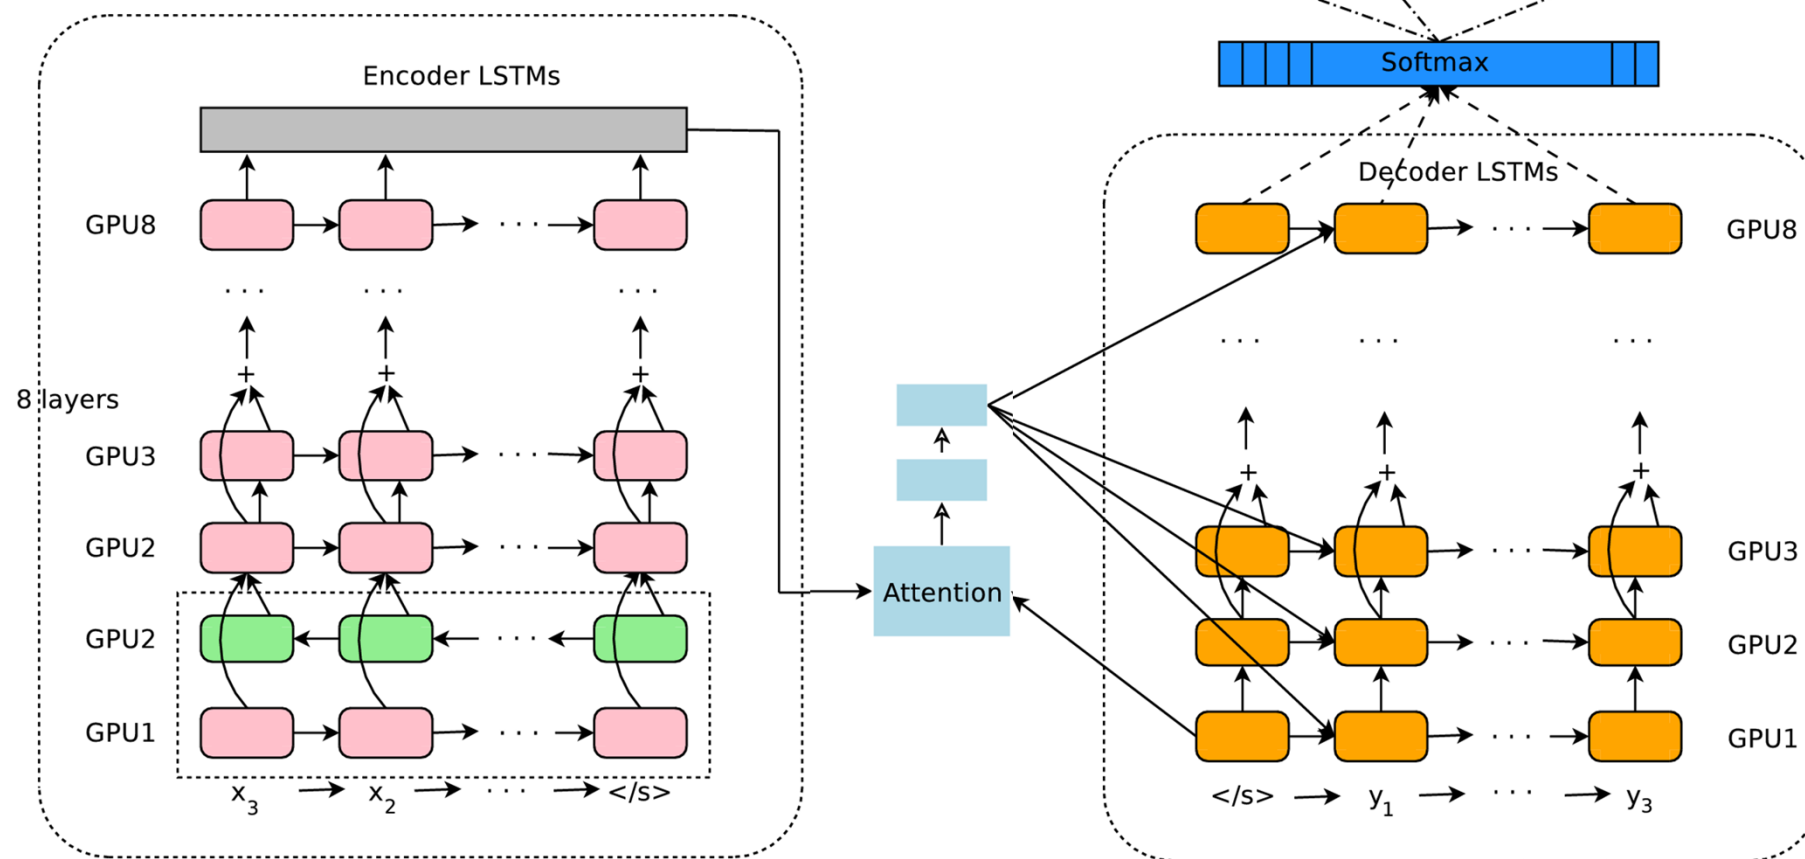 Encoder LSTMs
GPU8
. . .
. . .
. . .
. . .
+
+
+
8 layers
GPU3
. . .
GPU2
. . .
GPU2
. . .
GPU1
. . .
x3
x2
. . .
</s>
Attention
Softmax
Decoder LSTMs
. . .
GPU8
. . .
. . .
. . .
+
+
+
. . .
GPU3
. . .
GPU2
. . .
GPU1
</s>
y1
. . .
y3